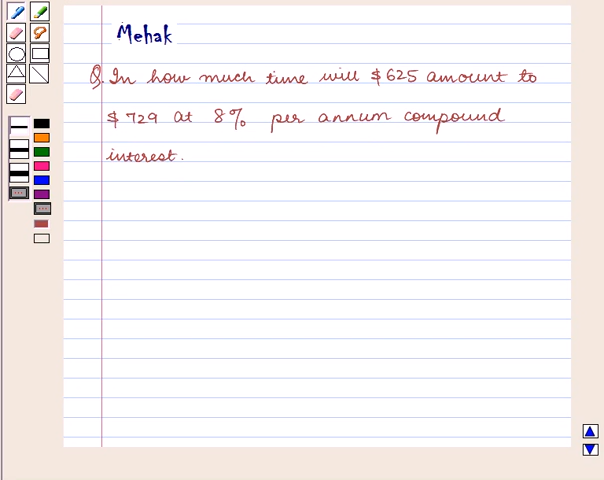 Mehak
Q. In how much time will $625 amount to
$729 at 8% per annum compound
interest.